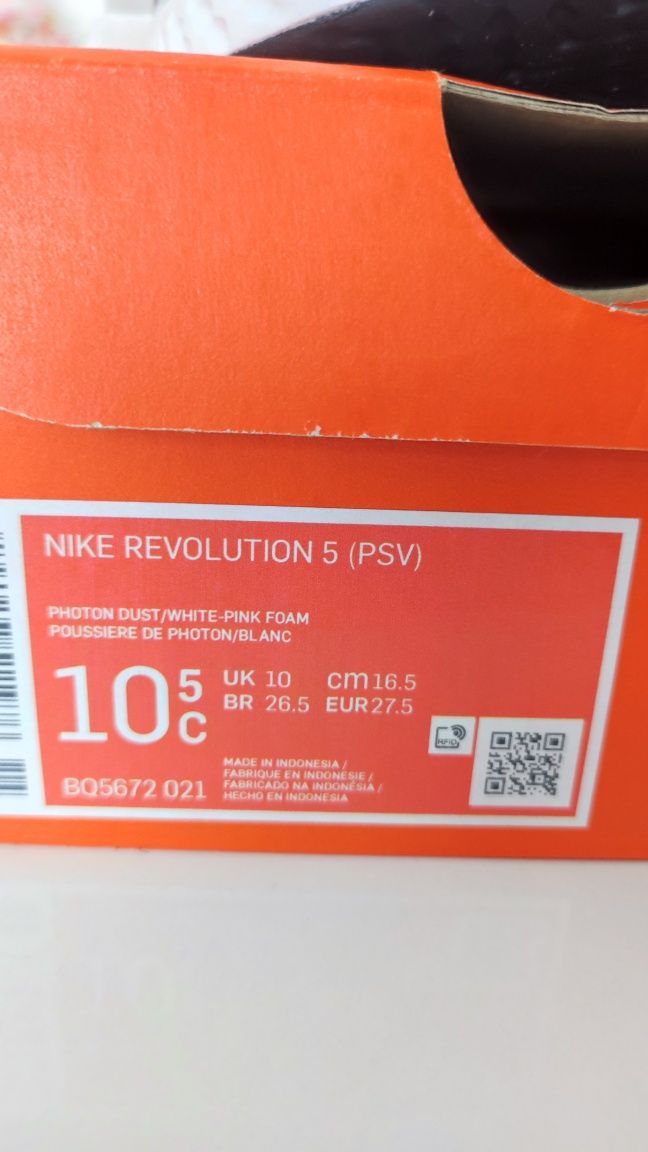 NIKE REVOLUTION 5 (PSV)
PHOTON DUST/WHITE-PINK FOAM
POUSSIERE DE PHOTON/BLANC
10 5 C
UK 10 cm 16.5
BR 26.5 EUR 27.5
RFID
BQ5672 021
MADE IN INDONESIA /
FABRIQUE EN INDONESIE /
FABRICADO NA INDONÉSIA /
HECHO EN INDONESIA